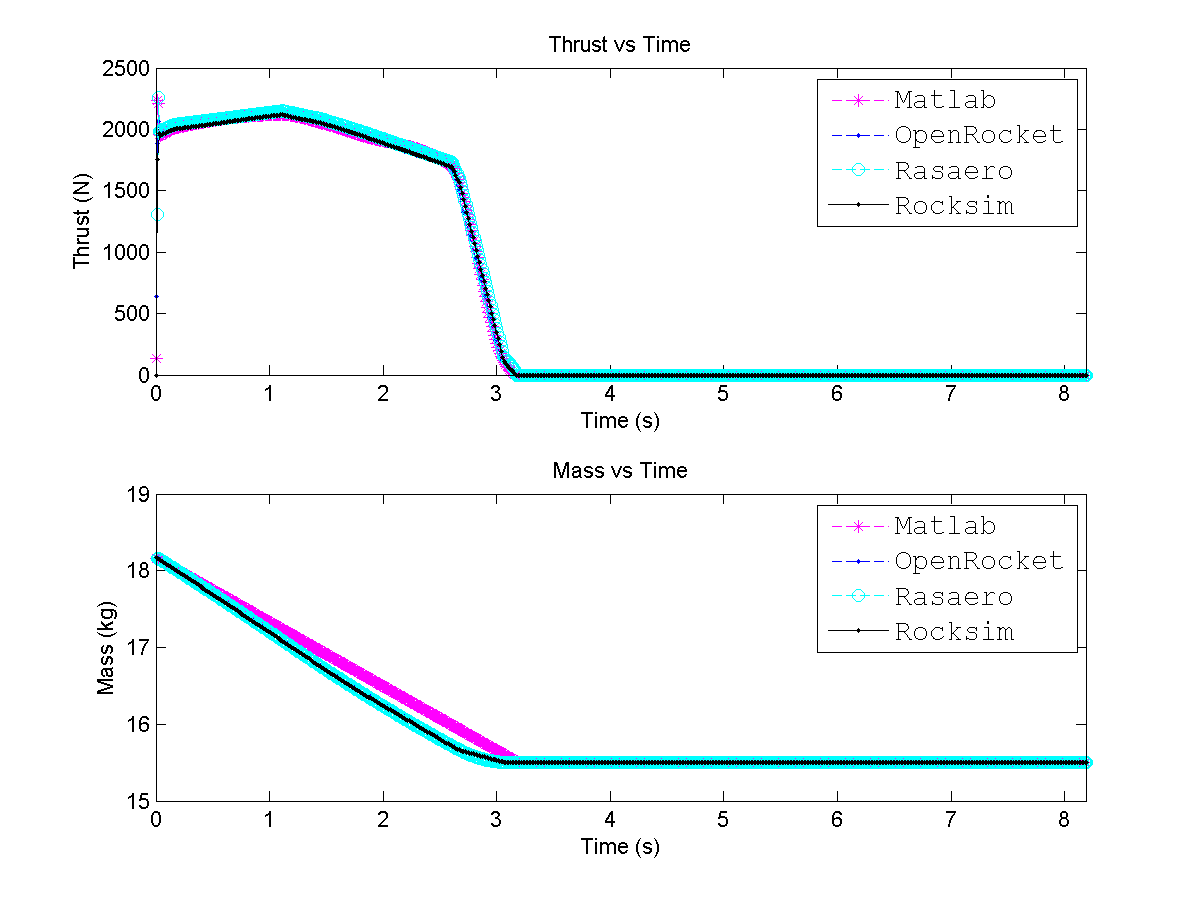 Thrust vs Time
2500
2000
1500
1000
500
0
Thrust (N)
Matlab
OpenRocket
Rasaero
Rocksim
0 1 2 3 4 5 6 7 8
Time (s)
Mass vs Time
19
18
17
16
15
Mass (kg)
Matlab
OpenRocket
Rasaero
Rocksim
0 1 2 3 4 5 6 7 8
Time (s)